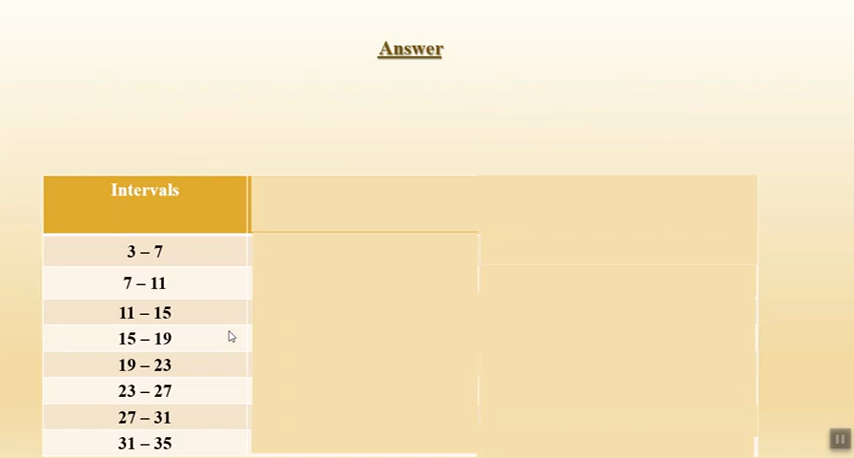 Answer
Intervals
3 – 7
7 – 11
11 – 15
15 – 19
19 – 23
23 – 27
27 – 31
31 – 35